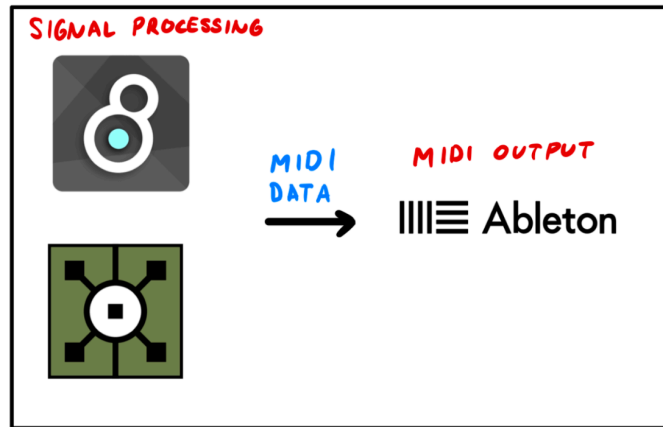 SIGNAL PROCESSING
MIDI
DATA
MIDI OUTPUT
Ableton